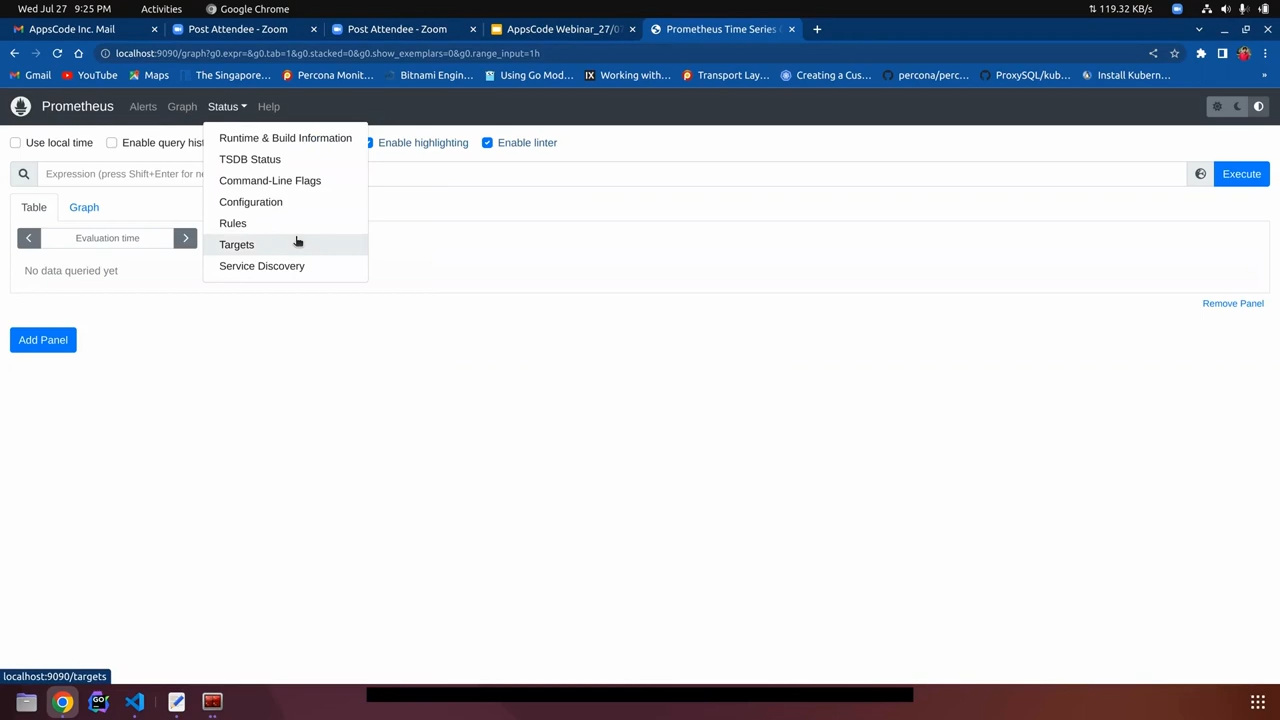 Wed Jul 27 9:25 PM Activities Google Chrome 119.32 KB/s
AppsCode Inc. Mail Post Attendee - Zoom Post Attendee - Zoom AppsCode Webinar_27/07 Prometheus Time Series
localhost:9090/graph?g0.expr=&g0.tab=1&g0.stacked=0&g0.show_exemplars=0&g0.range_input=1h
Gmail YouTube Maps The Singapore... Percona Monit... Bitnami Engin... Using Go Mod... IX Working with... Transport Lay... Creating a Cus... percona/perc... ProxySQL/kub... Install Kubern... »
Prometheus Alerts Graph Status Help
Runtime & Build Information
Use local time Enable query hist Enable highlighting Enable linter
TSDB Status
Expression (press Shift+Enter for ne Execute
Command-Line Flags
Configuration
Table Graph
Rules
Evaluation time
Targets
Service Discovery
No data queried yet
Remove Panel
Add Panel
localhost:9090/targets
GO